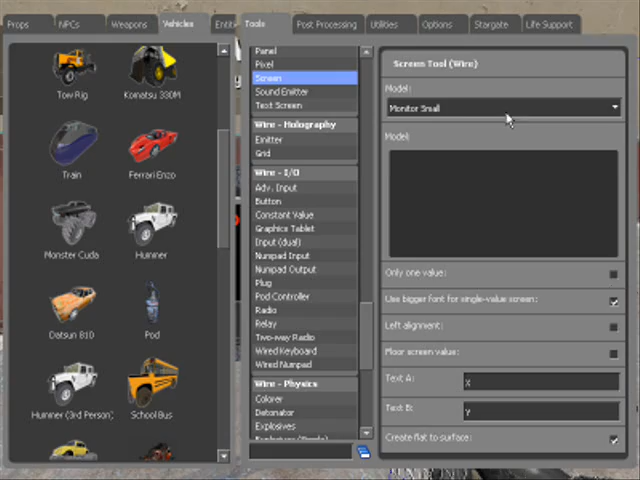 Props NPCs Weapons Vehicles Entit Tools Post Processing Utilities Options Stargate Life Support
Tow Rig Komatsu 330M
Train Ferrari Enzo
Monster Cuda Hummer
Datsun 810 Pod
Hummer (3rd Person) School Bus
Panel
Pixel
Screen
Sound Emitter
Text Screen
Wire - Holography
Emitter
Grid
Wire - I/O
Adv. Input
Button
Constant Value
Graphics Tablet
Input (dual)
Numpad Input
Numpad Output
Plug
Pod Controller
Radio
Relay
Two-way Radio
Wired Keyboard
Wired Numpad
Wire - Physics
Colorer
Detonator
Explosives
Explosives (Simple)
Screen Tool (Wire)
Model:
Monitor Small
Model:
Only one value:
Use bigger font for single-value screen:
Left alignment:
Floor screen value:
Text A: X
Text B: Y
Create flat to surface: